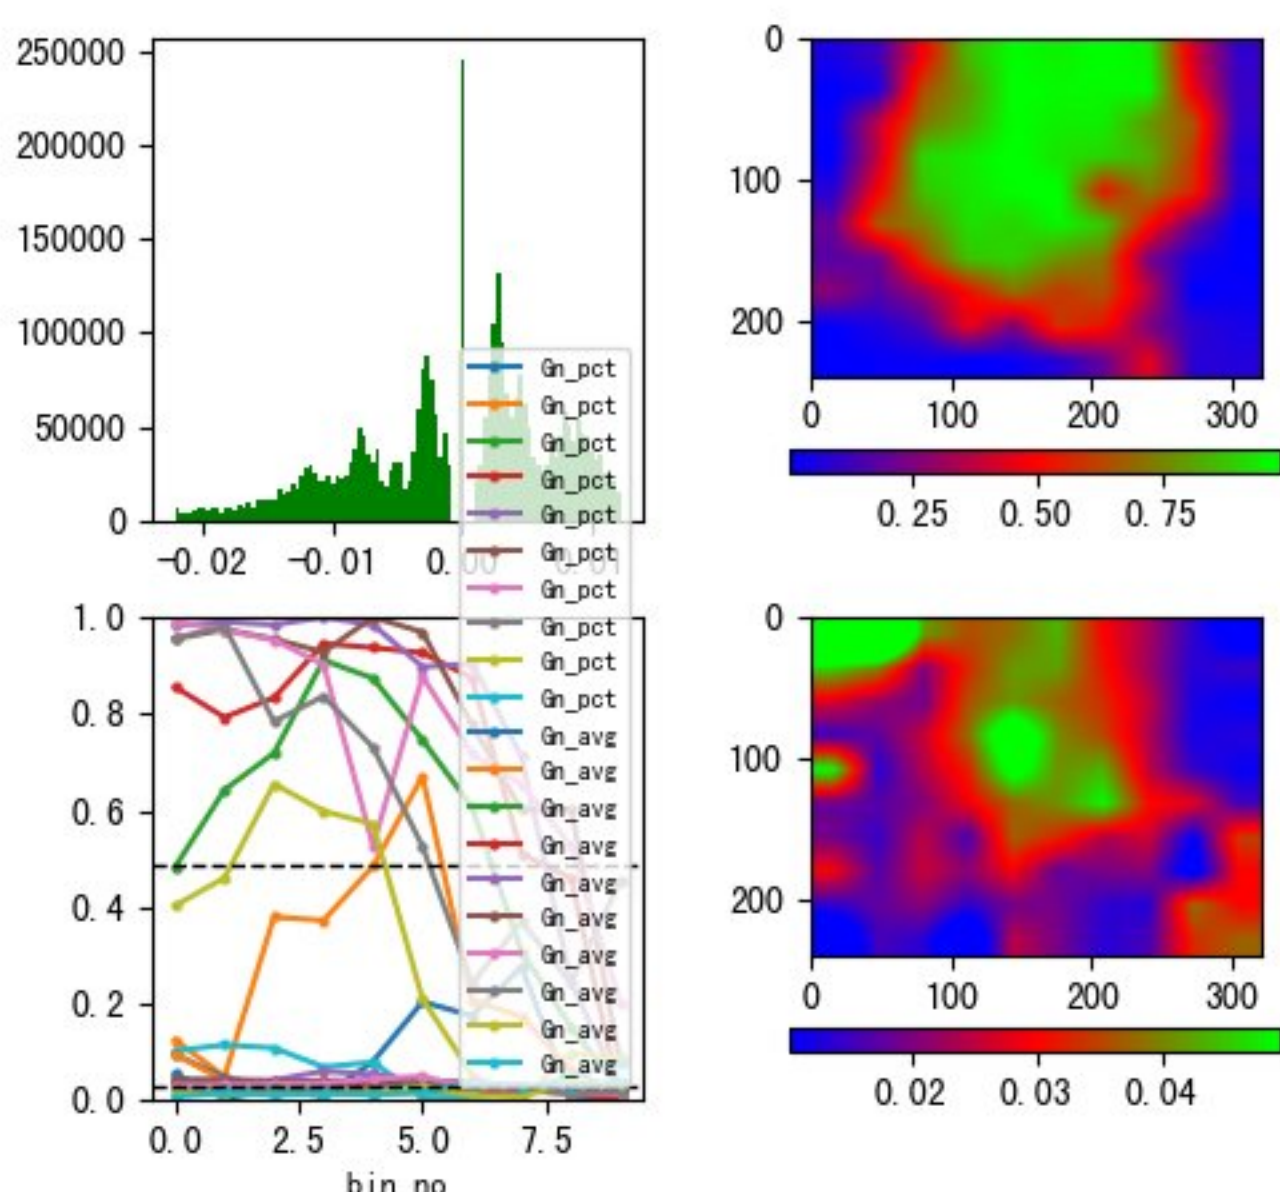 250000
200000
150000
100000
50000
0
-0.02
-0.01
0.00
0.01
0
100
200
0
100
200
300
0.25
0.50
0.75
Gn_pct
Gn_pct
Gn_pct
Gn_pct
Gn_pct
Gn_pct
Gn_pct
Gn_pct
Gn_pct
Gn_pct
Gn_avg
Gn_avg
Gn_avg
Gn_avg
Gn_avg
Gn_avg
Gn_avg
Gn_avg
Gn_avg
Gn_avg
1.0
0.8
0.6
0.4
0.2
0.0
0.0
2.5
5.0
7.5
bin_no
0
100
200
0
100
200
300
0.02
0.03
0.04